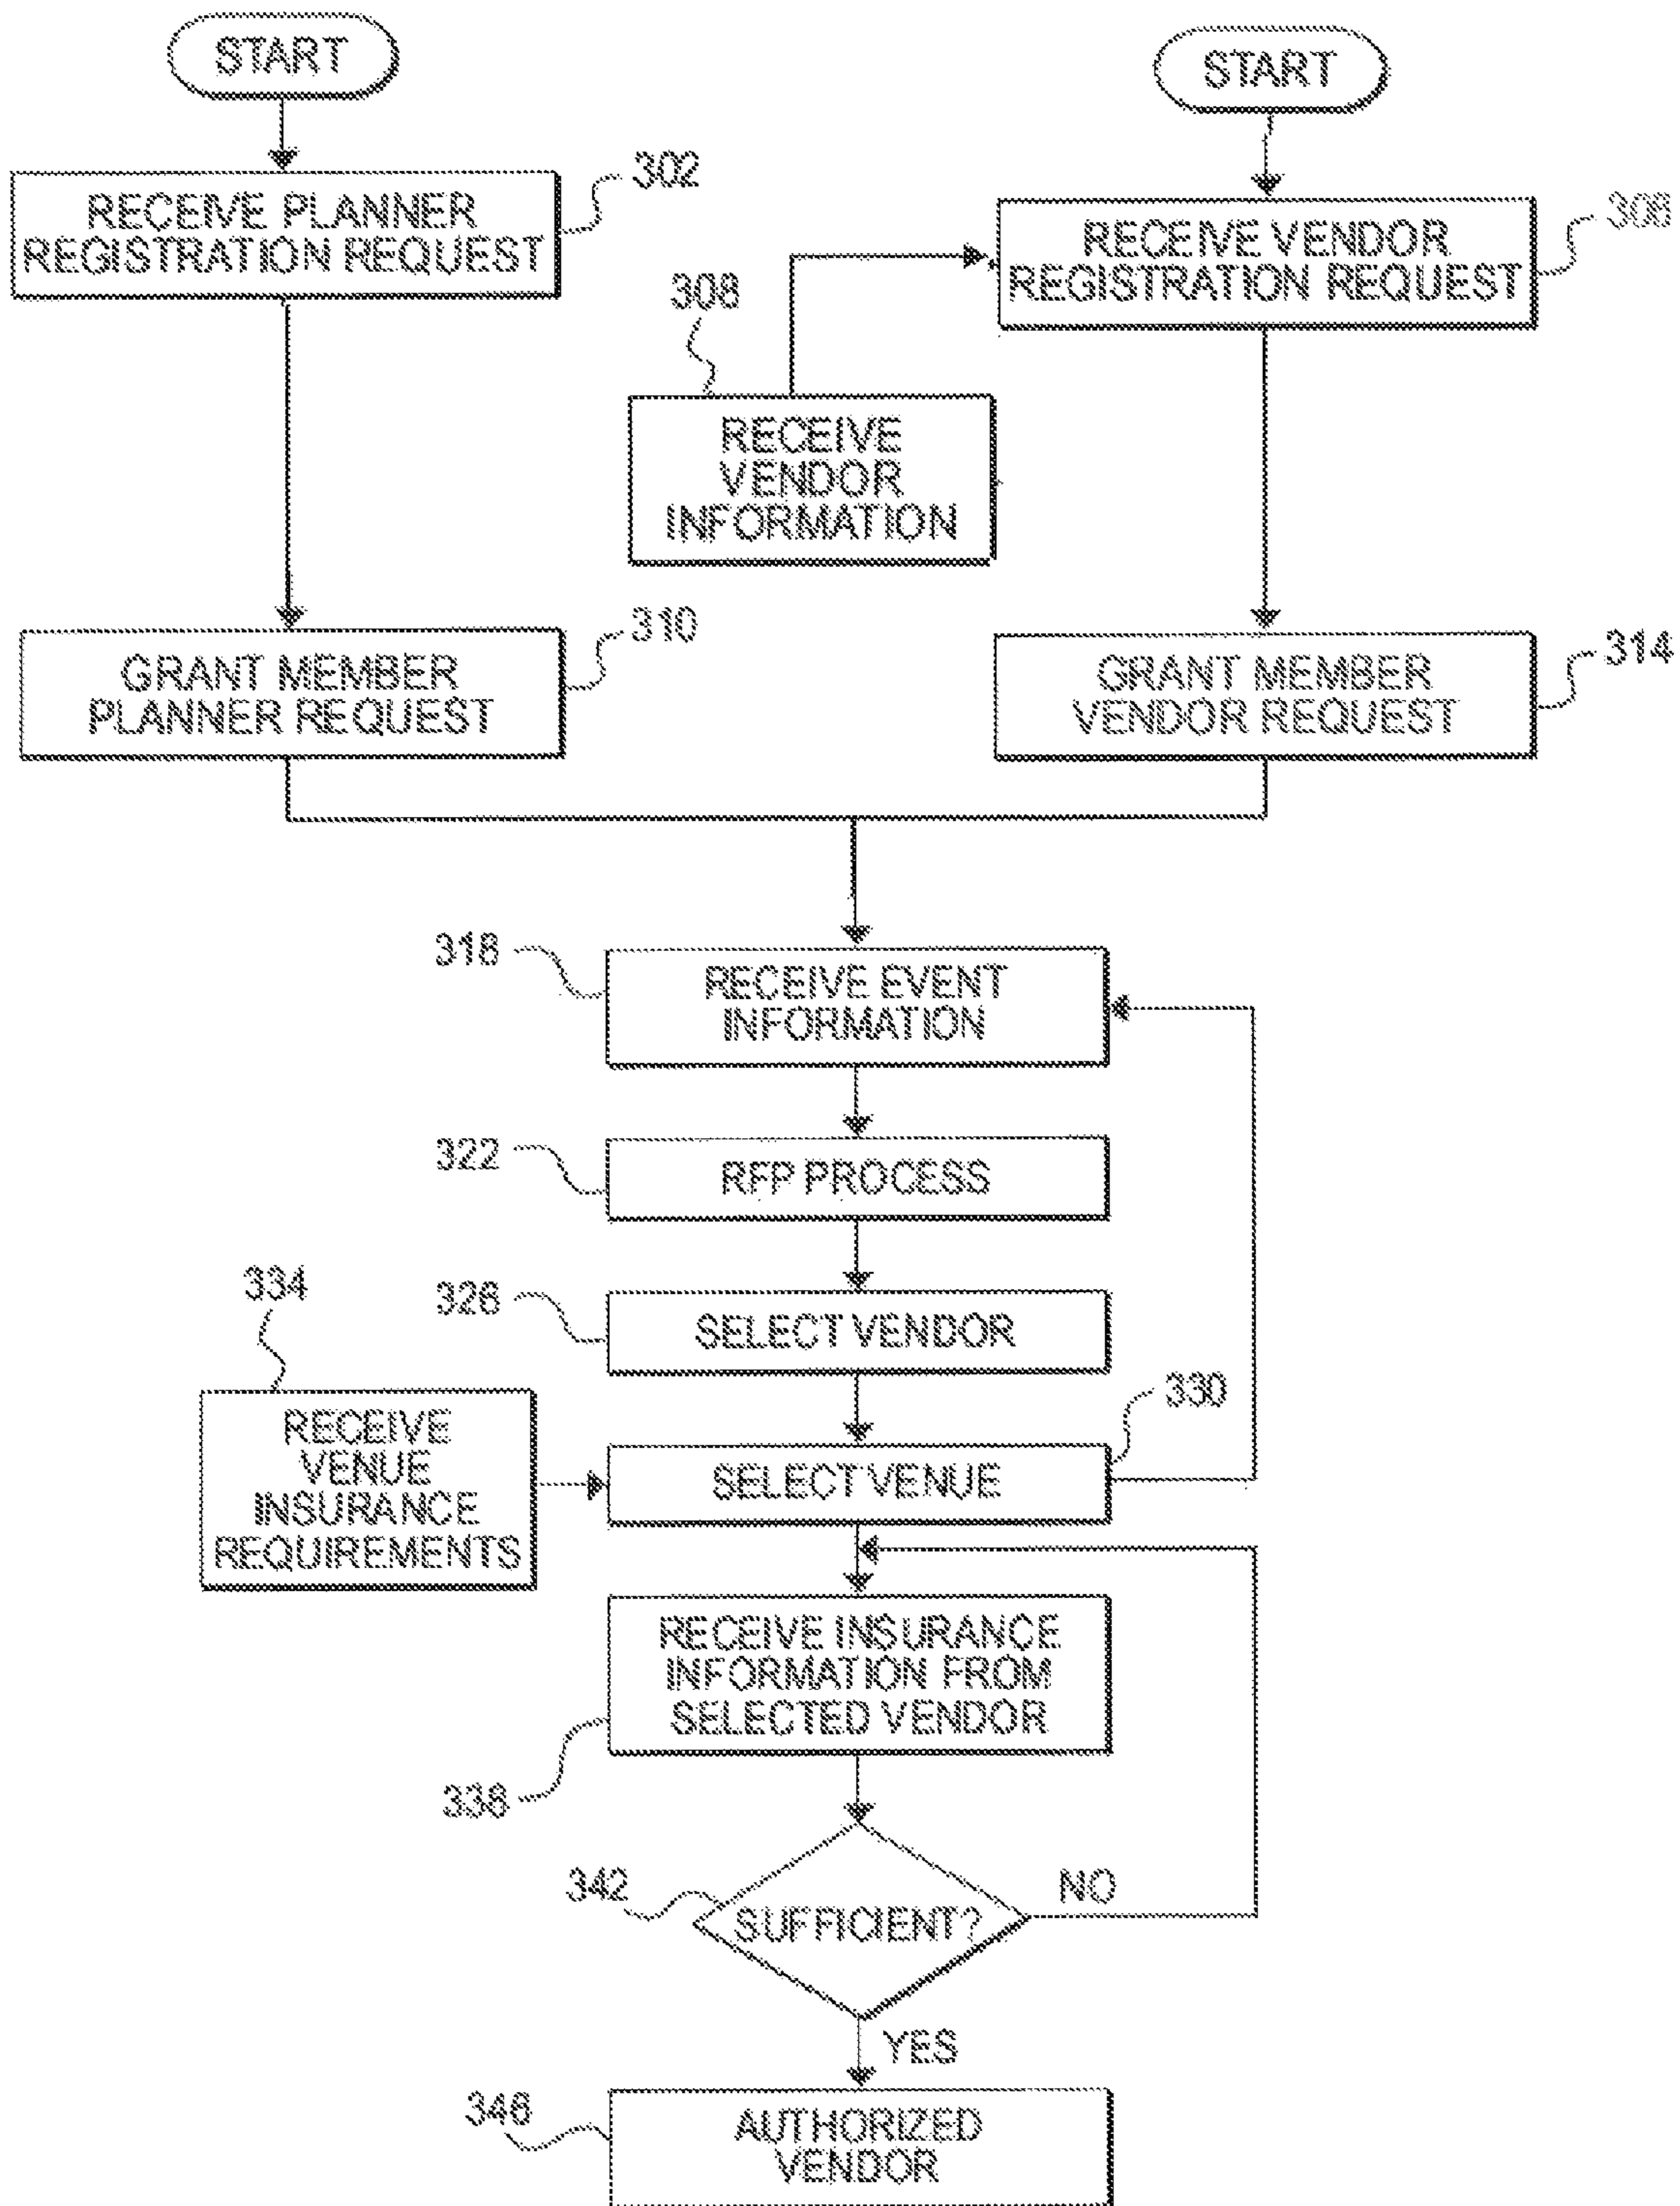 START
START
RECEIVE PLANNER
REGISTRATION REQUEST
302
RECEIVE VENDOR
REGISTRATION REQUEST
308
RECEIVE
VENDOR
INFORMATION
GRANT MEMBER
PLANNER REQUEST
310
GRANT MEMBER
VENDOR REQUEST
314
318
RECEIVE EVENT
INFORMATION
322
RFP PROCESS
326
SELECT VENDOR
334
RECEIVE
VENUE
INSURANCE
REQUIREMENTS
330
SELECT VENUE
RECEIVE INSURANCE
INFORMATION FROM
SELECTED VENDOR
338
342
SUFFICIENT?
NO
YES
346
AUTHORIZED
VENDOR